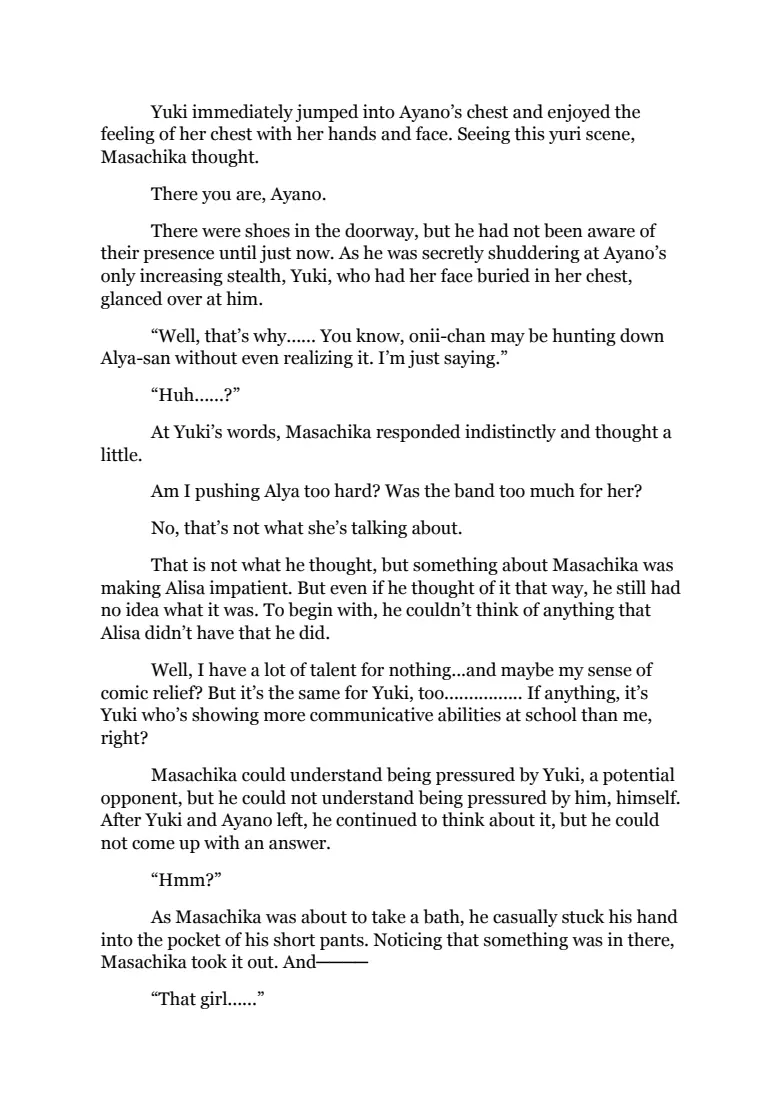 Yuki immediately jumped into Ayano’s chest and enjoyed the
feeling of her chest with her hands and face. Seeing this yuri scene,
Masachika thought.
There you are, Ayano.
There were shoes in the doorway, but he had not been aware of
their presence until just now. As he was secretly shuddering at Ayano’s
only increasing stealth, Yuki, who had her face buried in her chest,
glanced over at him.
“Well, that’s why…… You know, onii-chan may be hunting down
Alya-san without even realizing it. I’m just saying.”
“Huh……?”
At Yuki’s words, Masachika responded indistinctly and thought a
little.
Am I pushing Alya too hard? Was the band too much for her?
No, that’s not what she’s talking about.
That is not what he thought, but something about Masachika was
making Alisa impatient. But even if he thought of it that way, he still had
no idea what it was. To begin with, he couldn’t think of anything that
Alisa didn’t have that he did.
Well, I have a lot of talent for nothing...and maybe my sense of
comic relief? But it’s the same for Yuki, too…………… If anything, it’s
Yuki who’s showing more communicative abilities at school than me,
right?
Masachika could understand being pressured by Yuki, a potential
opponent, but he could not understand being pressured by him, himself.
After Yuki and Ayano left, he continued to think about it, but he could
not come up with an answer.
“Hmm?”
As Masachika was about to take a bath, he casually stuck his hand
into the pocket of his short pants. Noticing that something was in there,
Masachika took it out. And———
“That girl……”